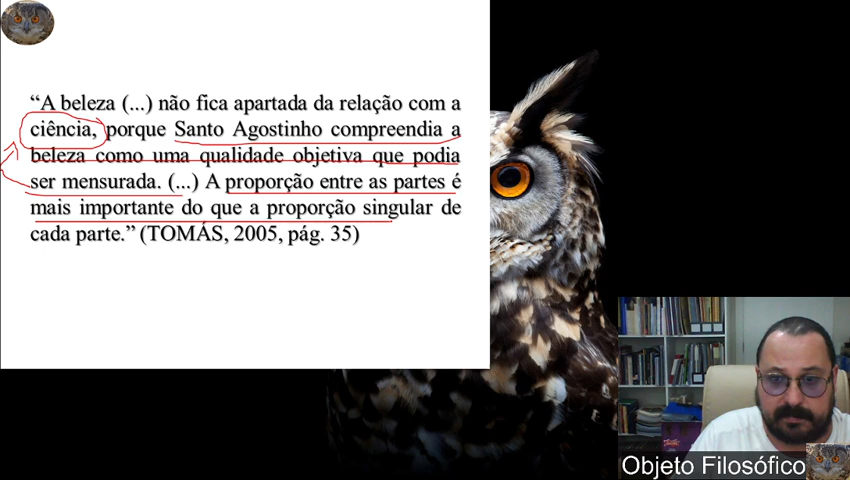 “A beleza (...) não fica apartada da relação com a
ciência, porque Santo Agostinho compreendia a
beleza como uma qualidade objetiva que podia
ser mensurada. (...) A proporção entre as partes é
mais importante do que a proporção singular de
cada parte.” (TOMÁS, 2005, pág. 35)
Objeto Filosófico